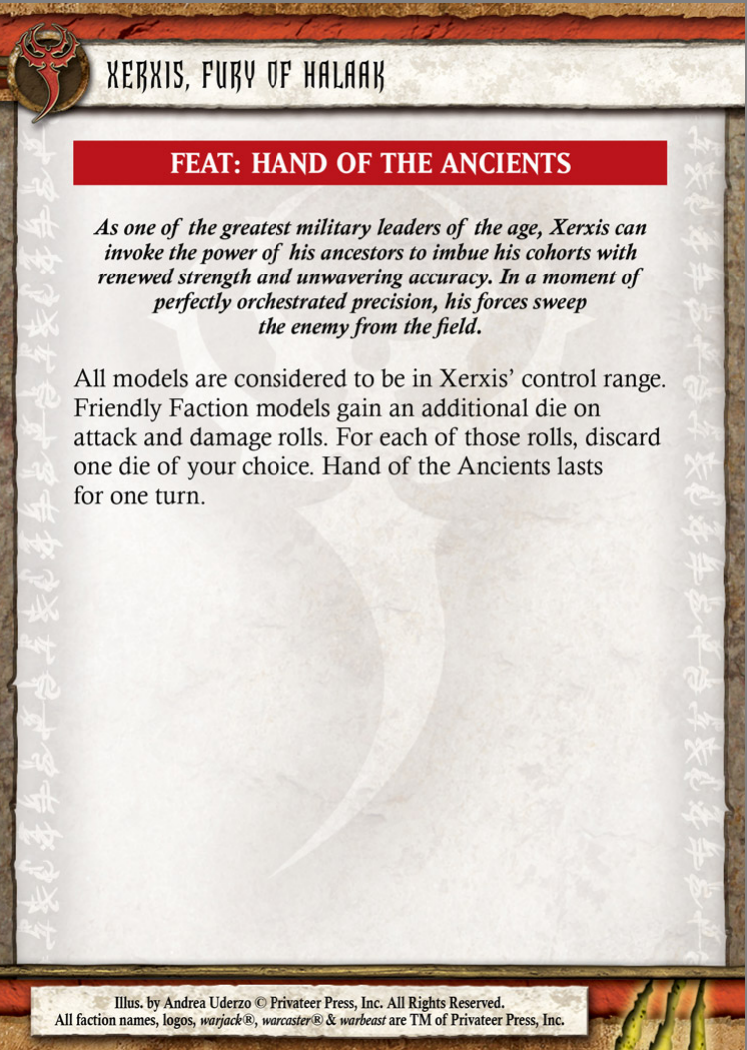 XERXIS, FURY OF HALAAK
FEAT: HAND OF THE ANCIENTS
As one of the greatest military leaders of the age, Xerxis can
invoke the power of his ancestors to imbue his cohorts with
renewed strength and unwavering accuracy. In a moment of
perfectly orchestrated precision, his forces sweep
the enemy from the field.
All models are considered to be in Xerxis’ control range.
Friendly Faction models gain an additional die on
attack and damage rolls. For each of those rolls, discard
one die of your choice. Hand of the Ancients lasts
for one turn.
Illus. by Andrea Uderzo © Privateer Press, Inc. All Rights Reserved.
All faction names, logos, warjack®, warcaster® & warbeast are TM of Privateer Press, Inc.